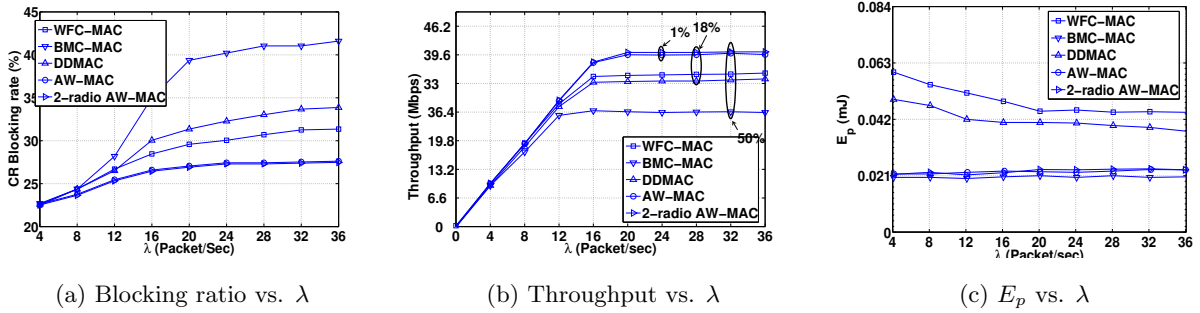 CR Blocking rate (%)
45
40
35
30
25
20
4 8 12 16 20 24 28 32 36
λ (Packet/Sec)
WFC−MAC
BMC−MAC
DDMAC
AW−MAC
2−radio AW−MAC
(a) Blocking ratio vs. λ
Throughput (Mbps)
46.2
39.6
33
36.4
19.8
13.2
6.6
0
0 4 8 12 16 20 24 28 32 36
λ (Packet/sec)
1%
18%
50%
WFC−MAC
BMC−MAC
DDMAC
AW−MAC
2−radio AW−MAC
(b) Throughput vs. λ
E_p (mJ)
0.084
0.063
0.042
0.021
0
4 8 12 16 20 24 28 32 36
λ (Packet/sec)
WFC−MAC
BMC−MAC
DDMAC
AW−MAC
2−radio AW−MAC
(c) E_p vs. λ